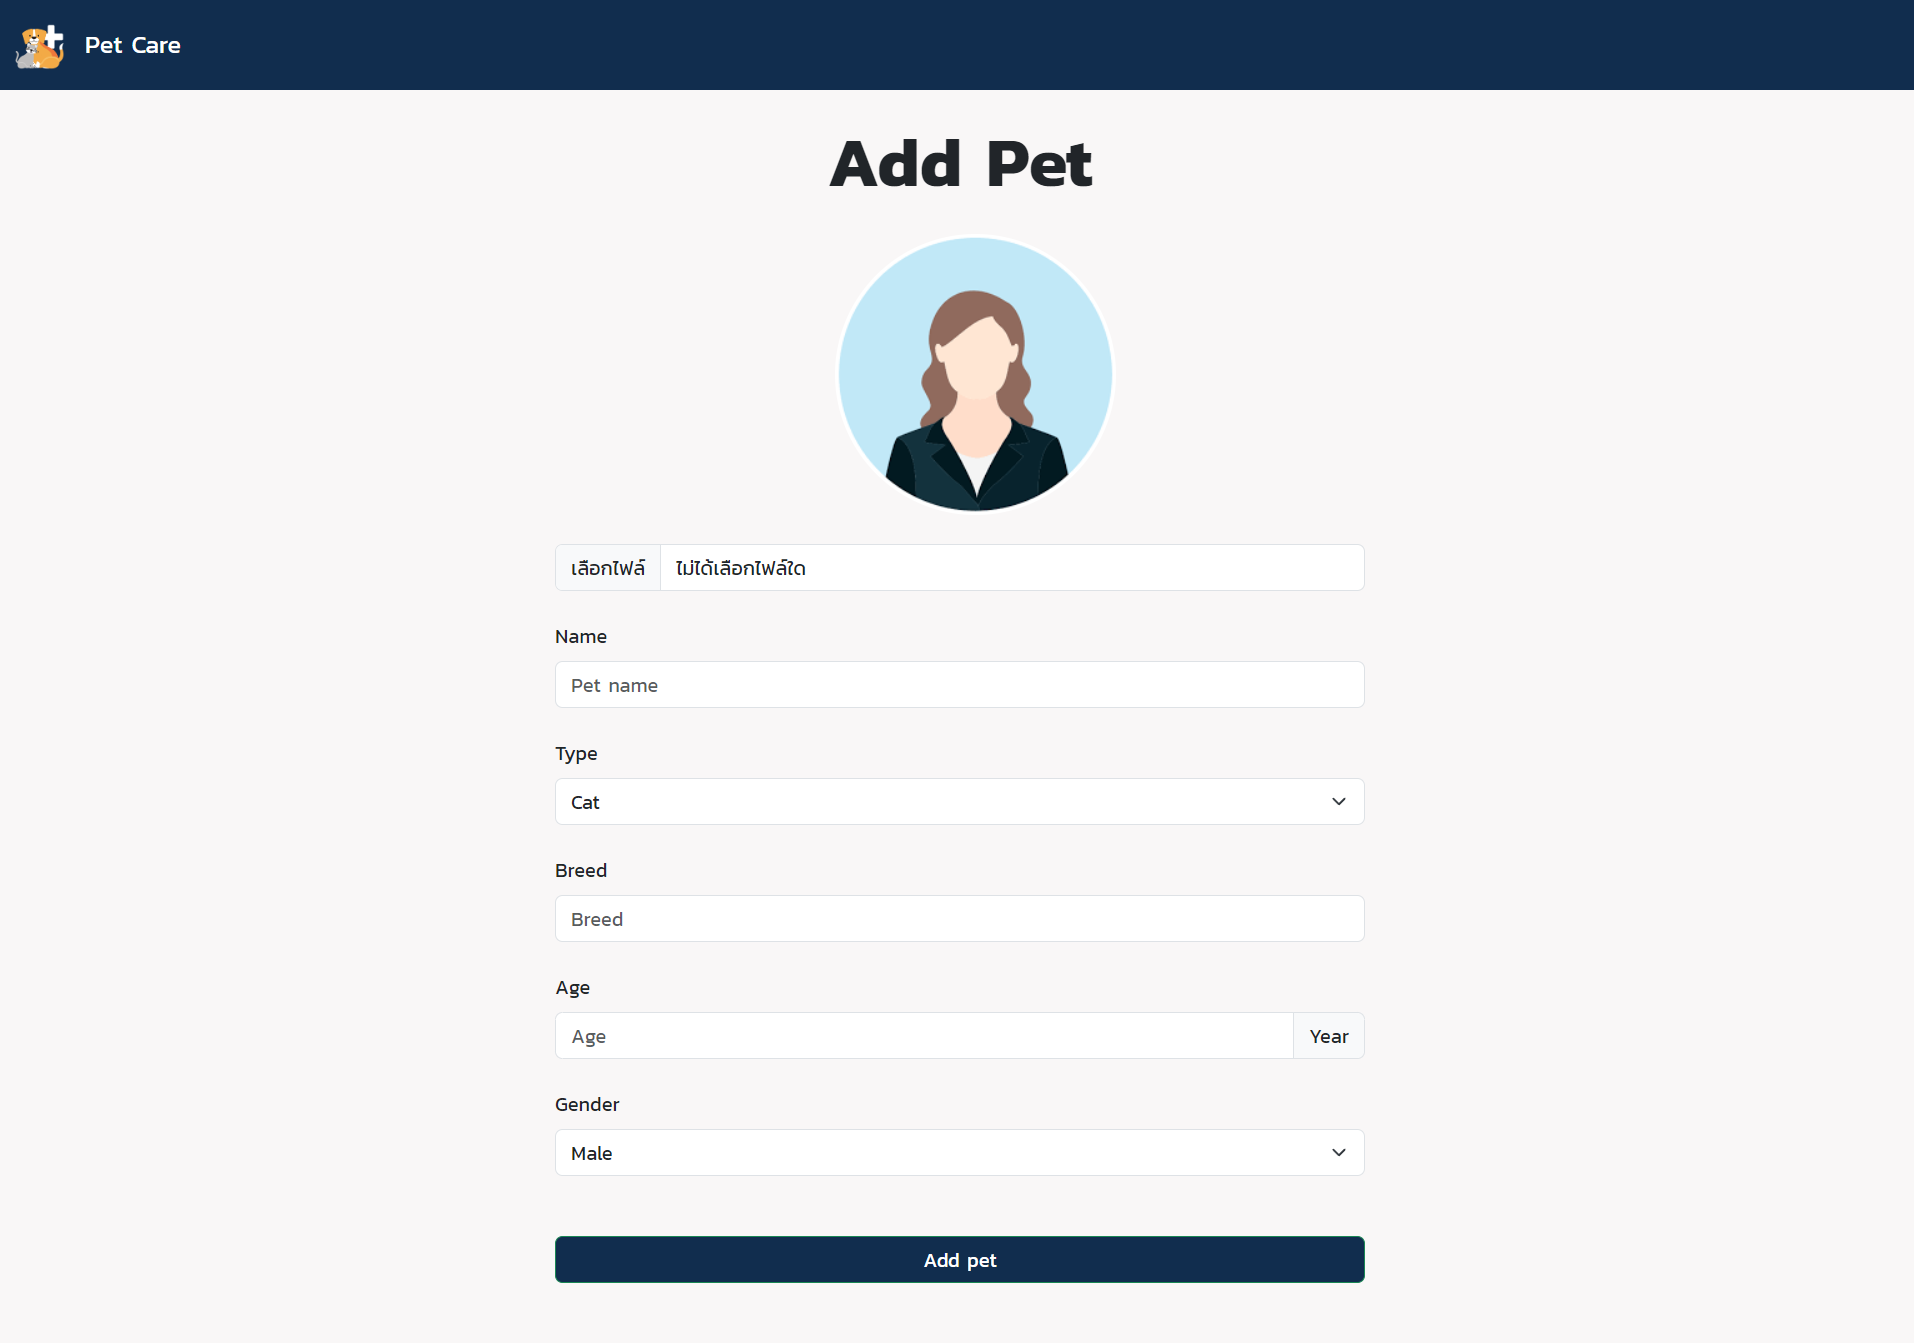 Pet Care
Add Pet
เลือกไฟล์ ไม่ได้เลือกไฟล์ใด
Name
Pet name
Type
Cat
Breed
Breed
Age
Age Year
Gender
Male
Add pet